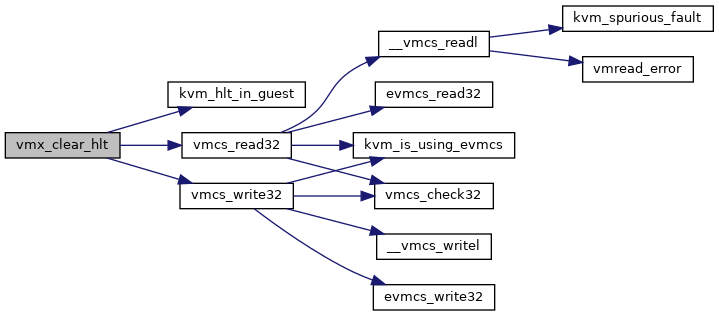 vmx_clear_hlt
kvm_hlt_in_guest
vmcs_read32
vmcs_write32
__vmcs_readl
evmcs_read32
kvm_is_using_evmcs
vmcs_check32
__vmcs_writel
evmcs_write32
kvm_spurious_fault
vmread_error